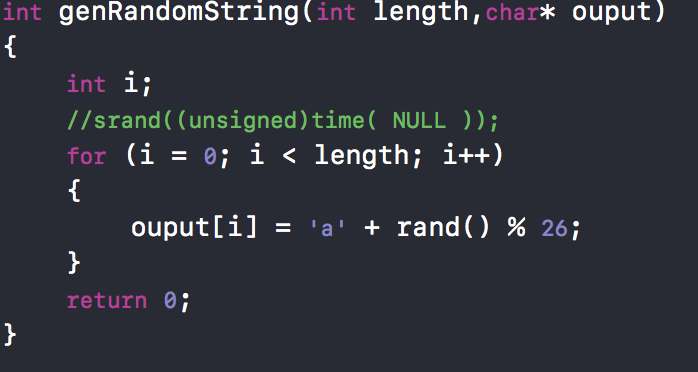 int genRandomString(int length,char* ouput)
{
int i;
//srand((unsigned)time( NULL ));
for (i = 0; i < length; i++)
{
ouput[i] = 'a' + rand() % 26;
}
return 0;
}